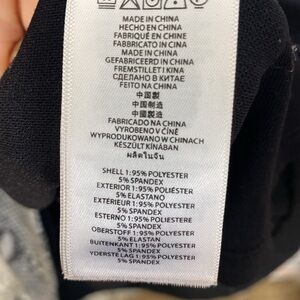 MADE IN CHINA
HECHO EN CHINA
FABRIQUÉ EN CHINE
FABBRICATO IN CINA
MADE IN CHINA
GEFABRICEERD IN CHINA
FREMSTILLET I KINA
СДЕЛАНО В КИТАЕ
FEITO NA CHINA
中国製
中国制造
中國製造
FABRICADO NA CHINA
VYROBENO V ČÍNĚ
WYPRODUKOWANO W CHINACH
KÉSZÜLT KÍNÁBAN
ผลิตในจีน
SHELL 1: 95% POLYESTER
5% SPANDEX
EXTERIOR 1: 95% POLIÉSTER
5% ELASTANO
EXTÉRIEUR 1: 95% POLYESTER
5% SPANDEX
ESTERNO 1: 95% POLIESTERE
5% SPANDEX
OBERSTOFF 1: 95% POLYESTER
5% ELASTAN
BUITENKANT 1: 95% POLYESTER
5% SPANDEX
YDERSTE LAG 1: 95% POLYESTER
5% SPANDEX